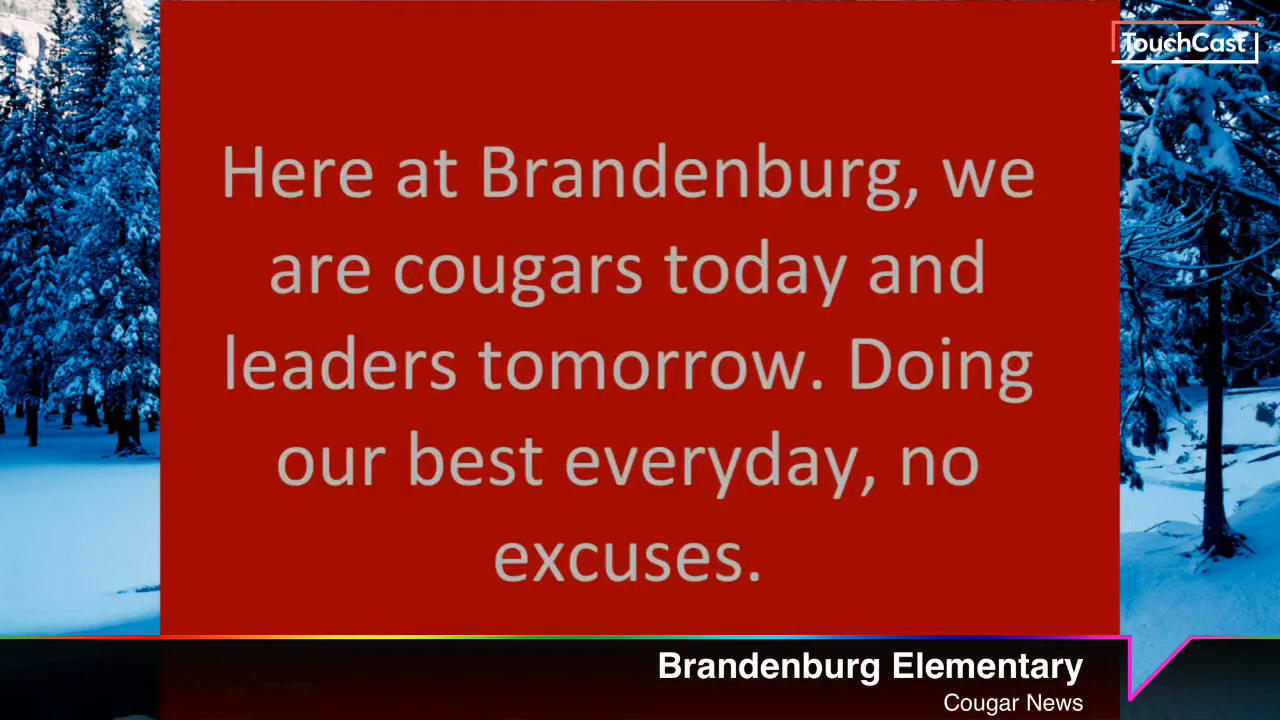 TouchCast
Here at Brandenburg, we
are cougars today and
leaders tomorrow. Doing
our best everyday, no
excuses.
Brandenburg Elementary
Cougar News